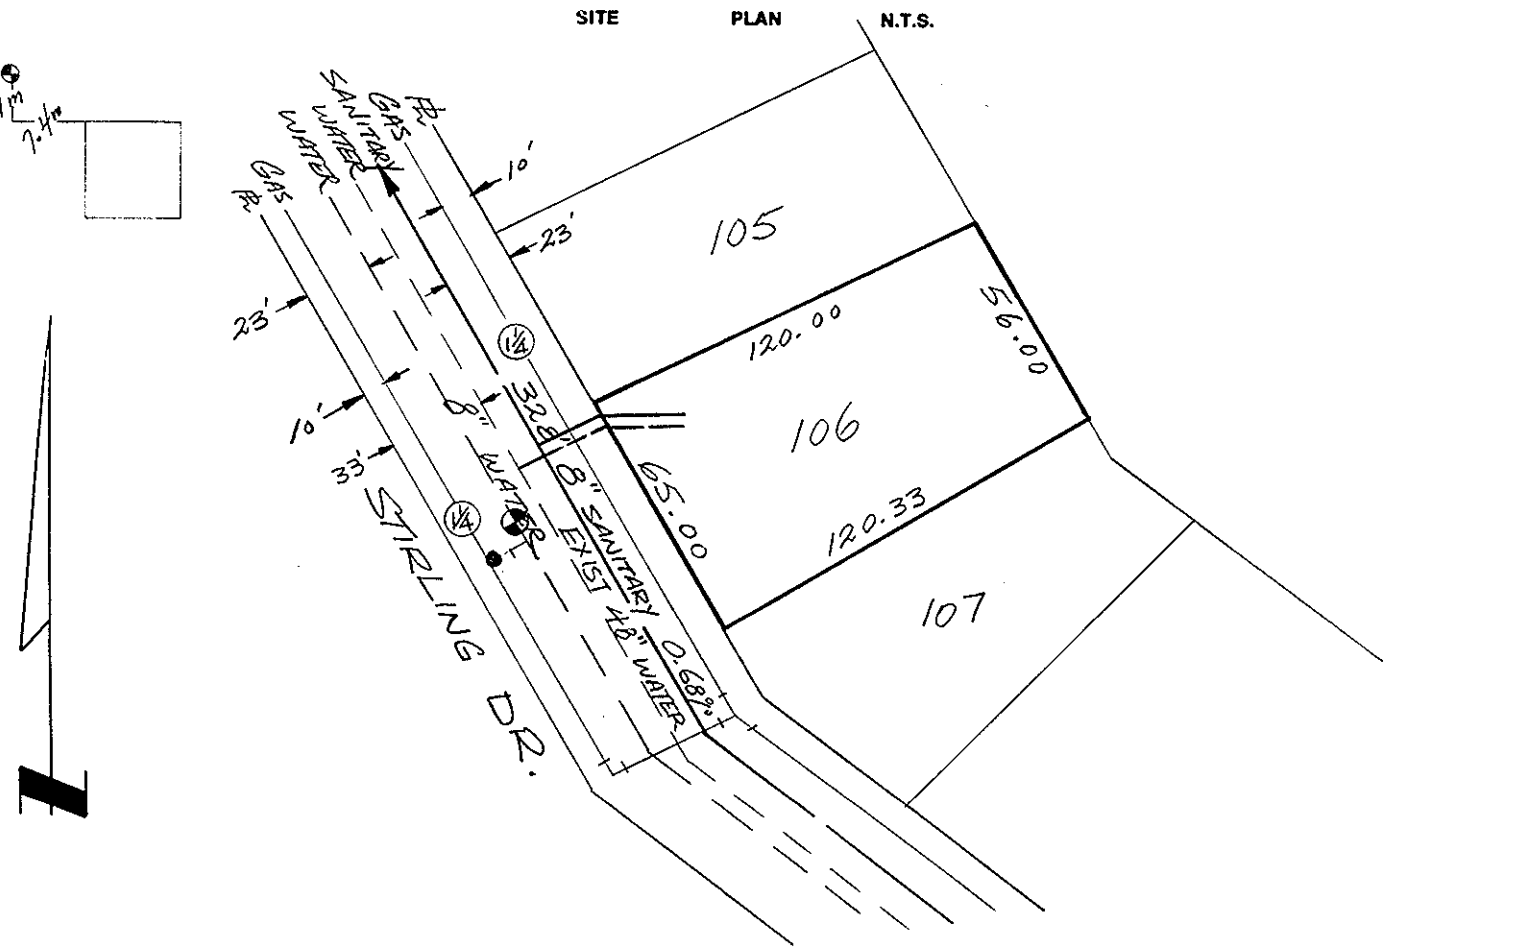 SITE PLAN N.T.S.
7.4m
GAS
WATER
WATER
SANITARY
GAS
10'
23'
23'
10'
33'
1¼
1¼
105
120.00
56.00
106
65.00
120.33
107
328' 8" SANITARY 0.68%
8" WATER
EXIST 48" WATER
STIRLING DR.